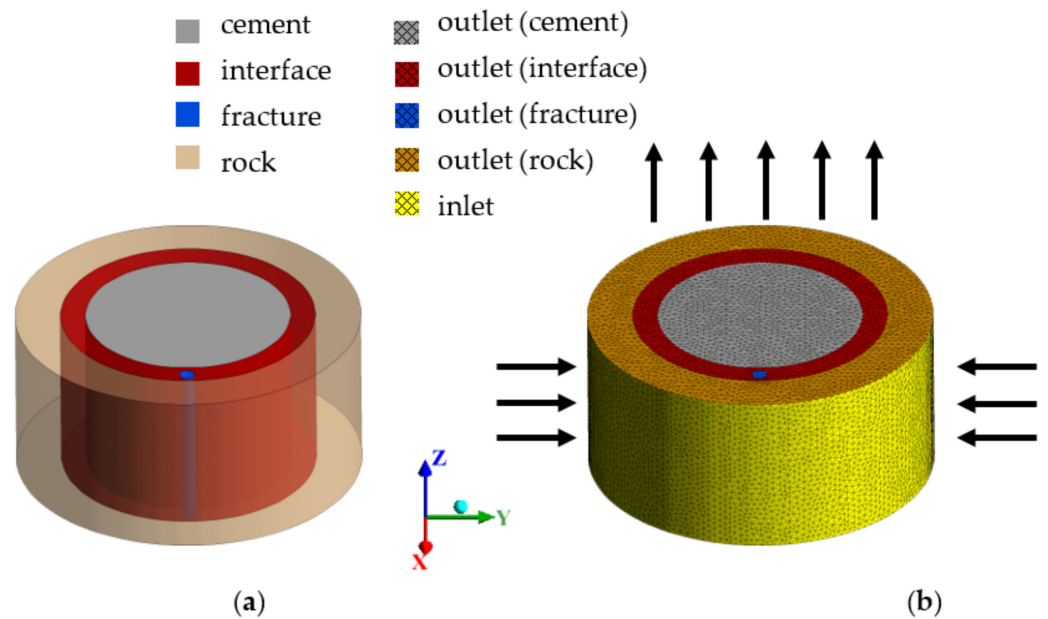 cement
interface
fracture
rock
outlet (cement)
outlet (interface)
outlet (fracture)
outlet (rock)
inlet
Z
Y
X
(a)
(b)